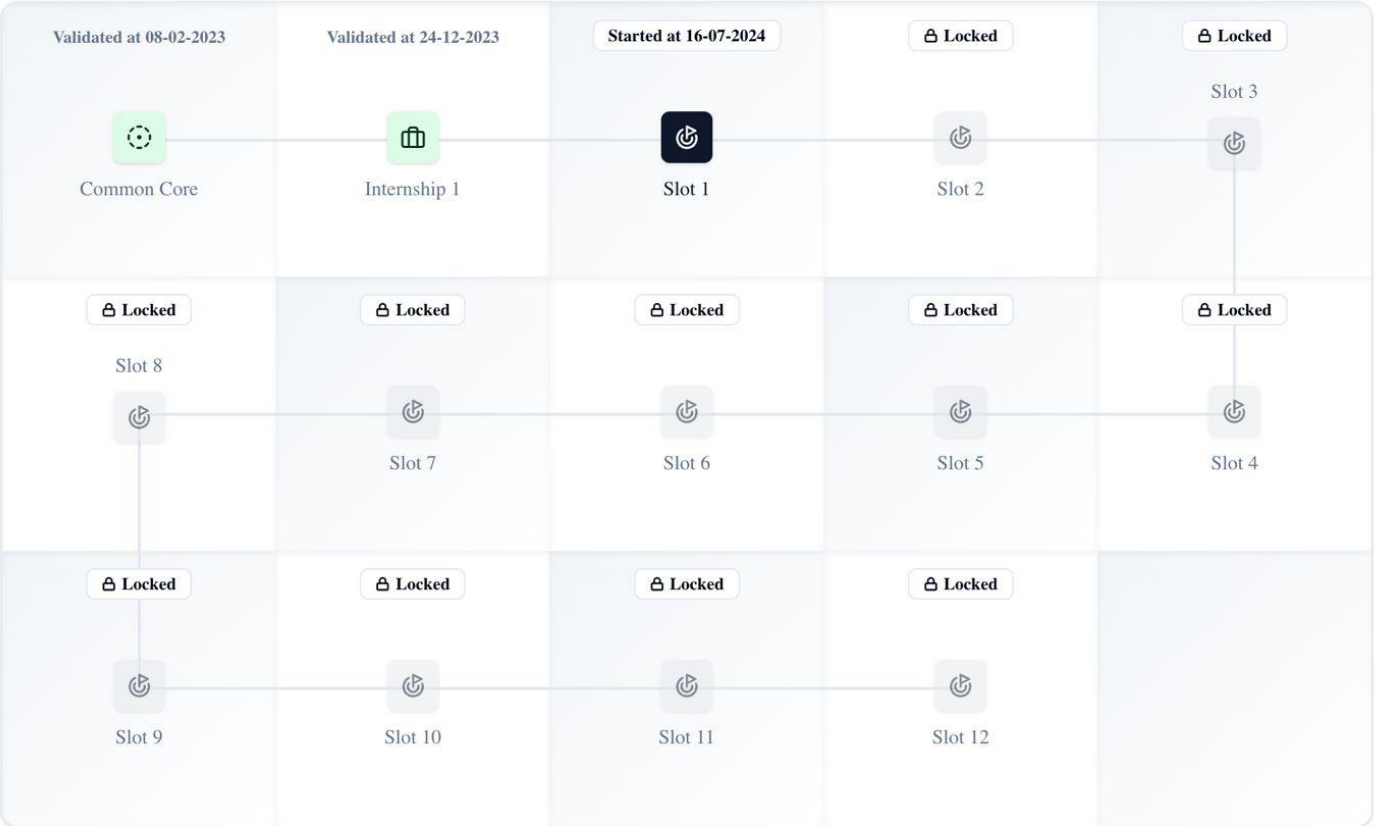 Validated at 08-02-2023
Validated at 24-12-2023
Started at 16-07-2024
Locked
Locked
Slot 3
Common Core
Internship 1
Slot 1
Slot 2
Locked
Locked
Locked
Locked
Locked
Slot 8
Slot 7
Slot 6
Slot 5
Slot 4
Locked
Locked
Locked
Locked
Slot 9
Slot 10
Slot 11
Slot 12